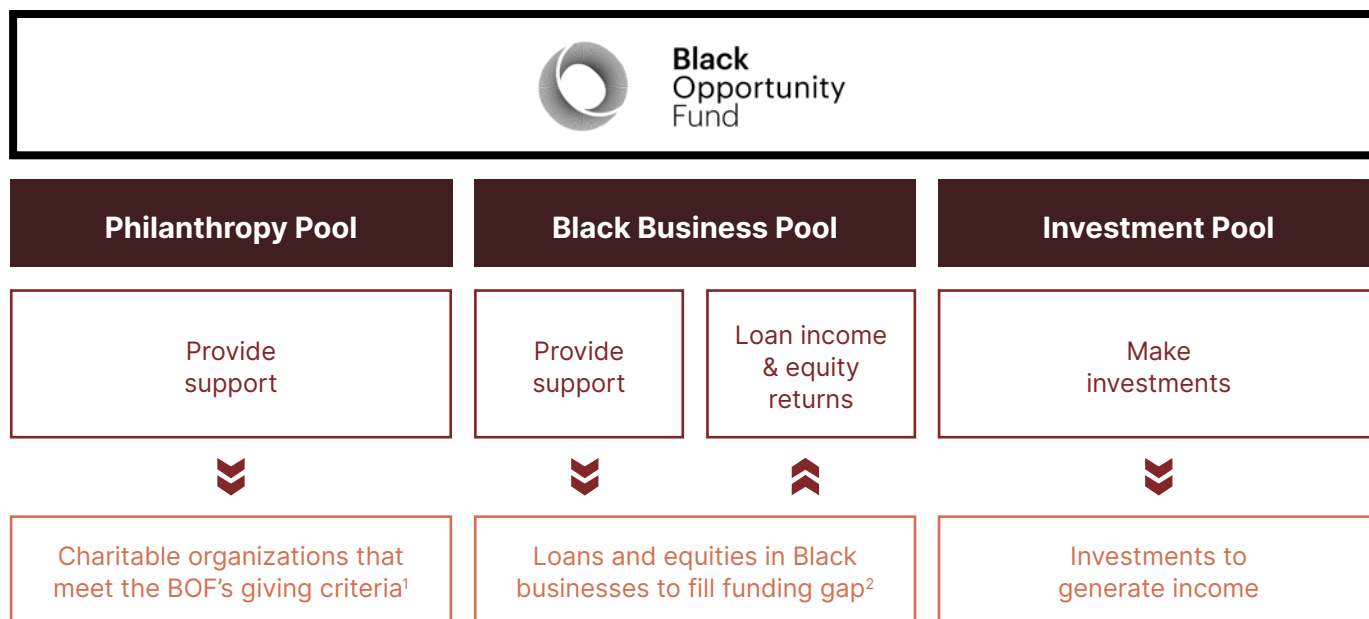 Black
Opportunity
Fund
Philanthropy Pool
Black Business Pool
Investment Pool
Provide
support
Provide
support
Loan income
& equity
returns
Make
investments
Charitable organizations that
meet the BOF’s giving criteria¹
Loans and equities in Black
businesses to fill funding gap²
Investments to
generate income